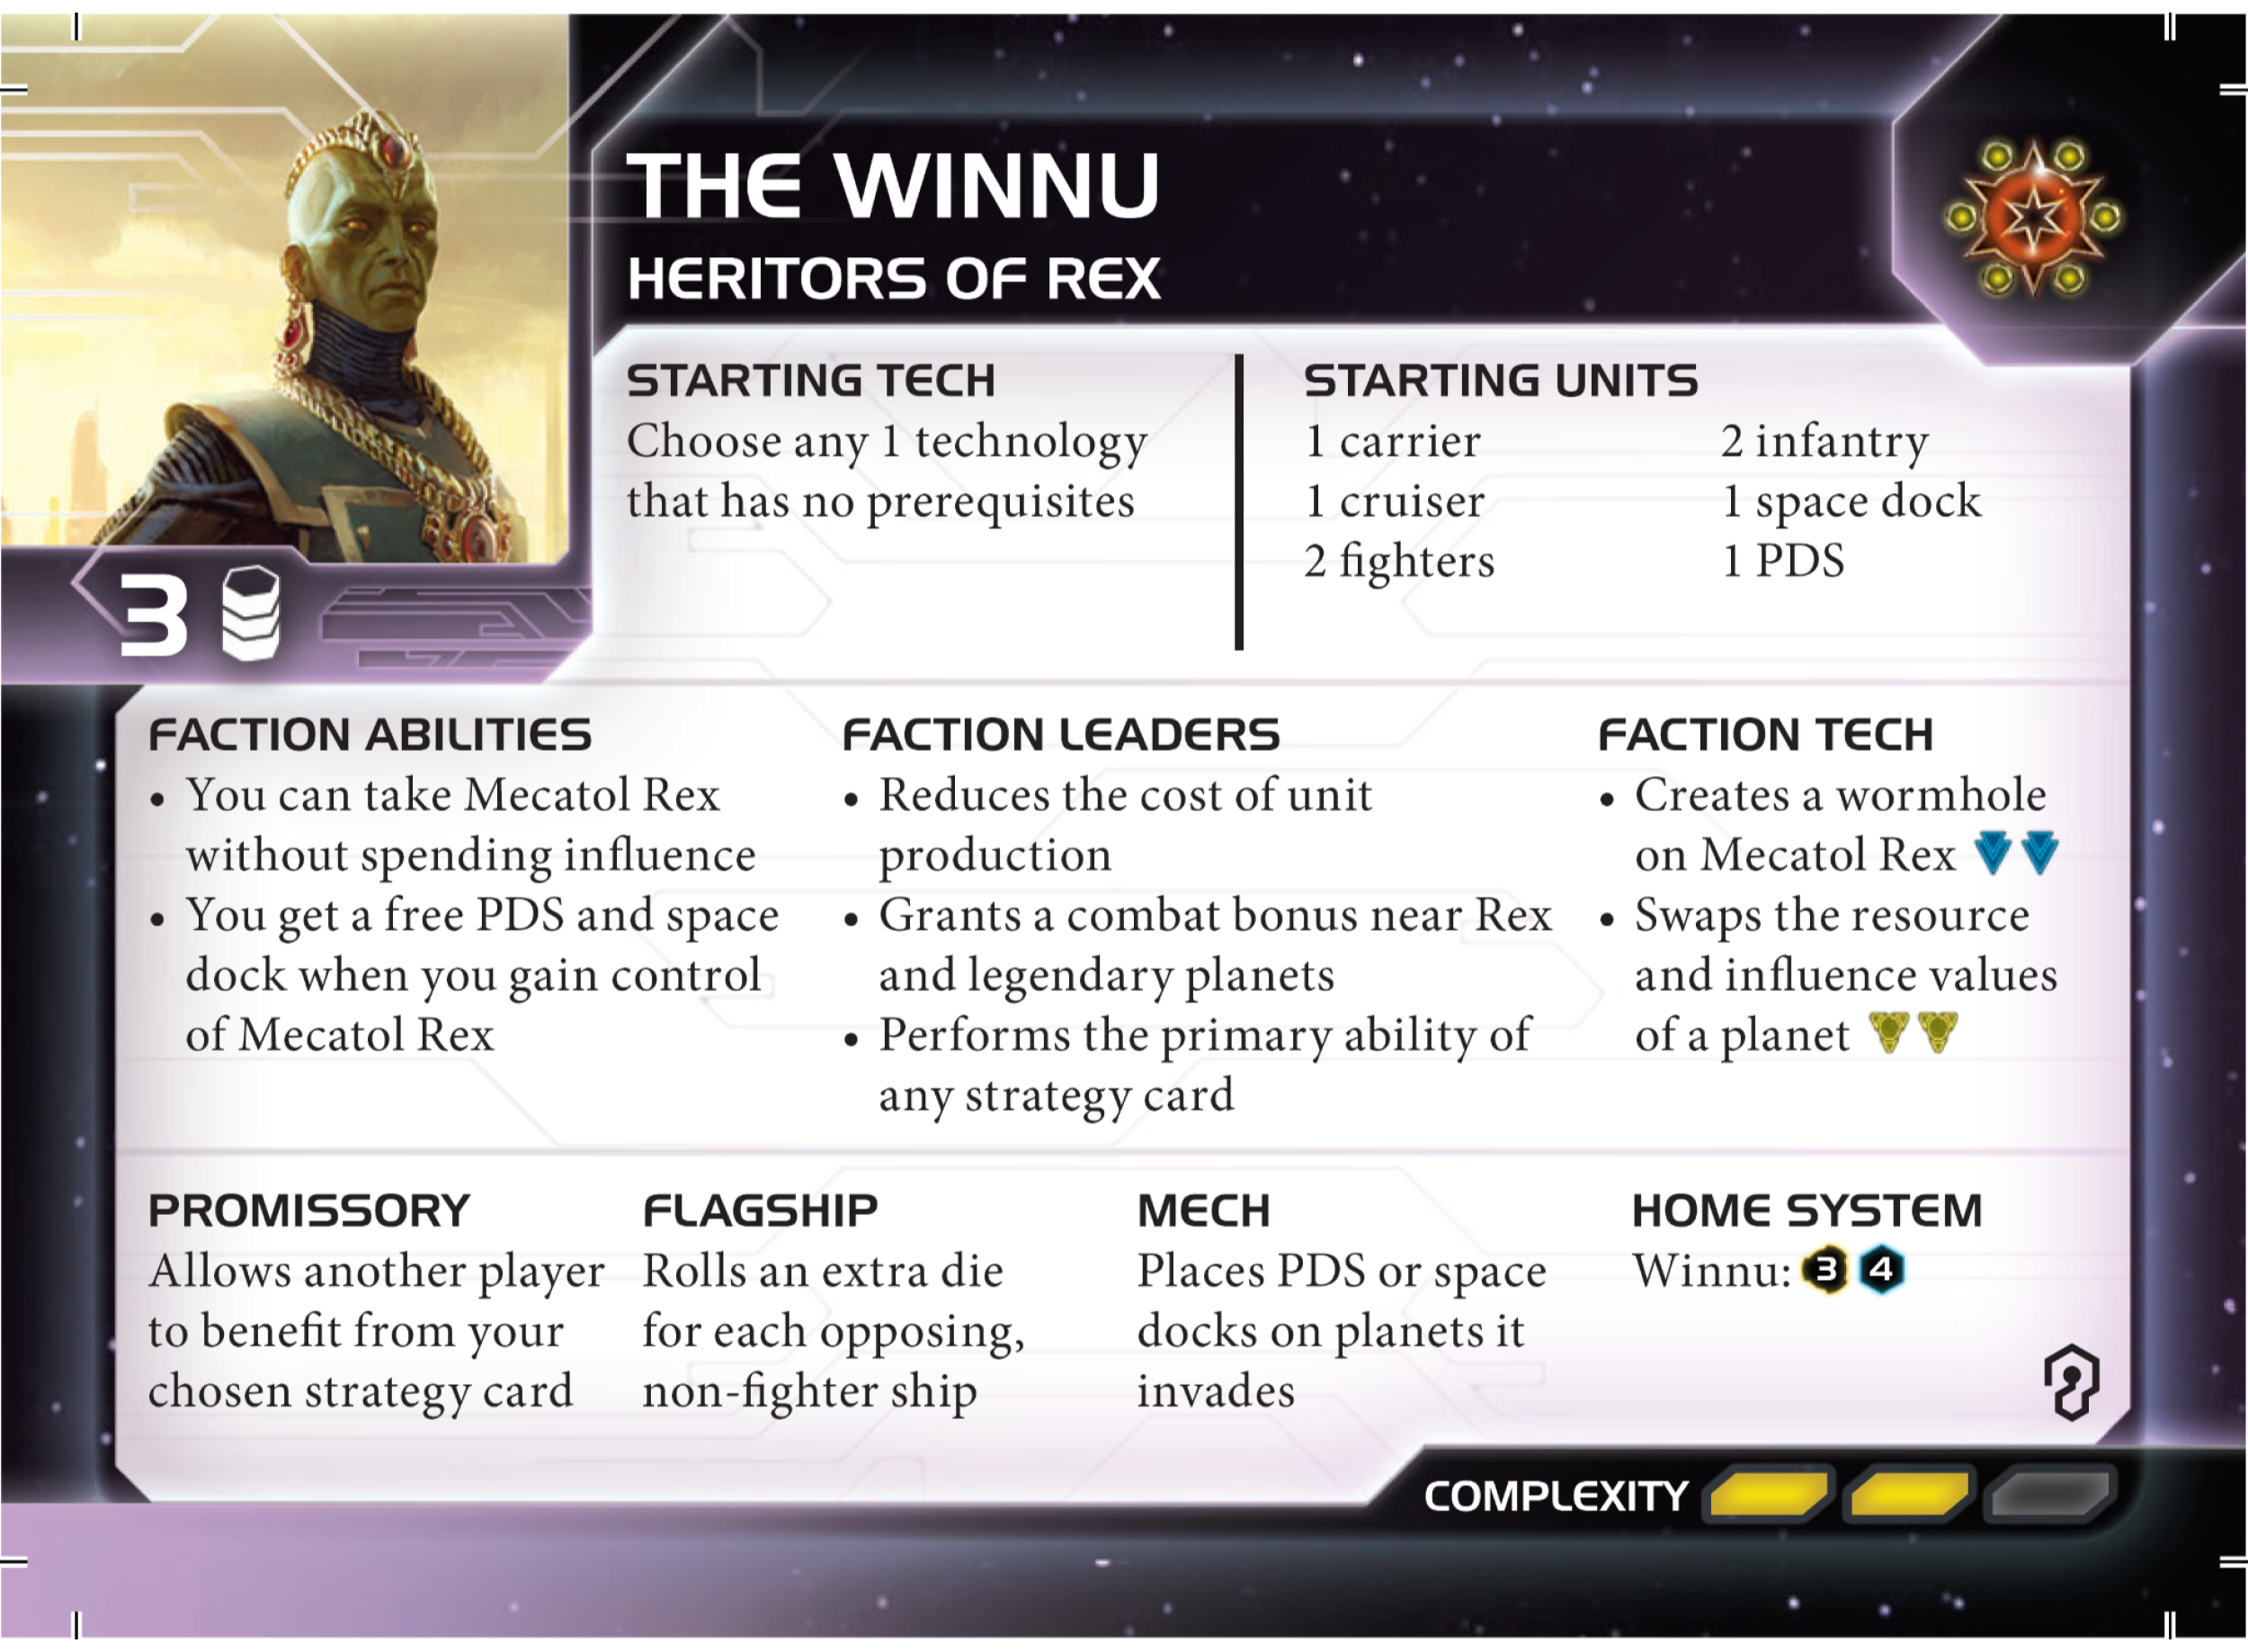 THE WINNU
HERITORS OF REX
3
STARTING TECH
Choose any 1 technology
that has no prerequisites
STARTING UNITS
1 carrier
1 cruiser
2 fighters
2 infantry
1 space dock
1 PDS
FACTION ABILITIES
• You can take Mecatol Rex
without spending influence
• You get a free PDS and space
dock when you gain control
of Mecatol Rex
FACTION LEADERS
• Reduces the cost of unit
production
• Grants a combat bonus near Rex
and legendary planets
• Performs the primary ability of
any strategy card
FACTION TECH
• Creates a wormhole
on Mecatol Rex
• Swaps the resource
and influence values
of a planet
PROMISSORY
Allows another player
to benefit from your
chosen strategy card
FLAGSHIP
Rolls an extra die
for each opposing,
non-fighter ship
MECH
Places PDS or space
docks on planets it
invades
HOME SYSTEM
Winnu: 3 4
COMPLEXITY